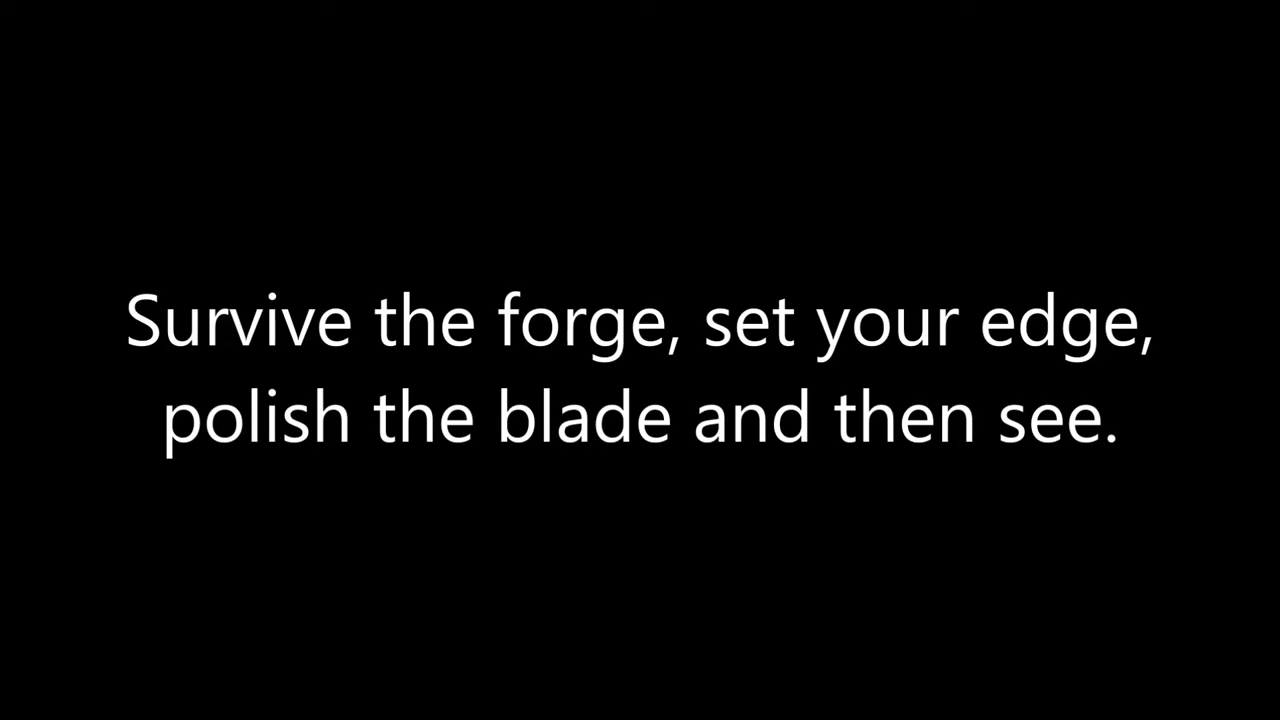 Survive the forge, set your edge,
polish the blade and then see.